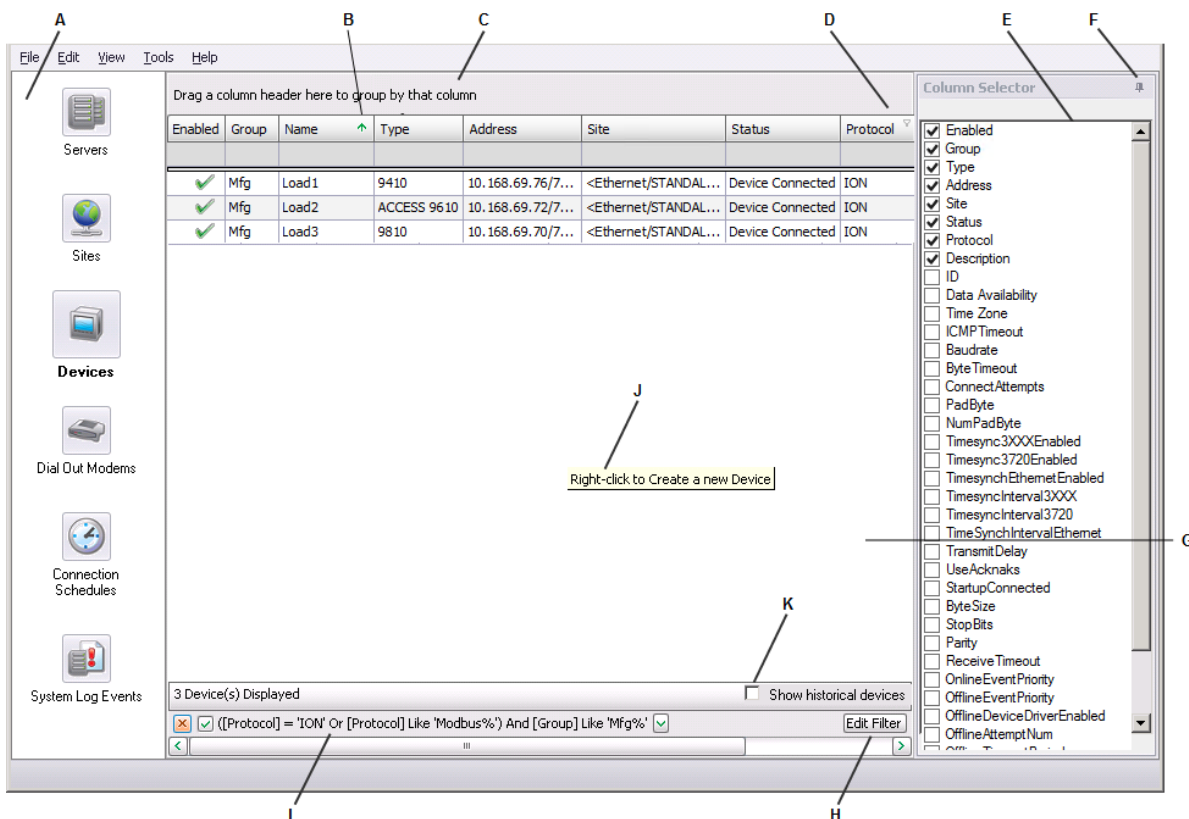 A B C D E F
File Edit View Tools Help
Servers
Sites
Devices
Dial Out Modems
Connection
Schedules
System Log Events
Drag a column header here to group by that column
Enabled Group Name Type Address Site Status Protocol
Mfg Load1 9410 10.168.69.76/7... <Ethernet/STANDAL... Device Connected ION
Mfg Load2 ACCESS 9610 10.168.69.72/7... <Ethernet/STANDAL... Device Connected ION
Mfg Load3 9810 10.168.69.70/7... <Ethernet/STANDAL... Device Connected ION
J
Right-click to Create a new Device
G
K
3 Device(s) Displayed
Show historical devices
([Protocol] = 'ION' Or [Protocol] Like 'Modbus%') And [Group] Like 'Mfg%'
Edit Filter
Column Selector
Enabled
Group
Type
Address
Site
Status
Protocol
Description
ID
Data Availability
Time Zone
ICMPTimeout
Baudrate
ByteTimeout
ConnectAttempts
PadByte
NumPadByte
Timesync3XXXEnabled
Timesync3720Enabled
TimesynchEthernetEnabled
TimesyncInterval3XXX
TimesyncInterval3720
TimeSynchIntervalEthernet
TransmitDelay
UseAcknaks
StartupConnected
ByteSize
StopBits
Parity
ReceiveTimeout
OnlineEventPriority
OfflineEventPriority
OfflineDeviceDriverEnabled
OfflineAttemptNum
I H